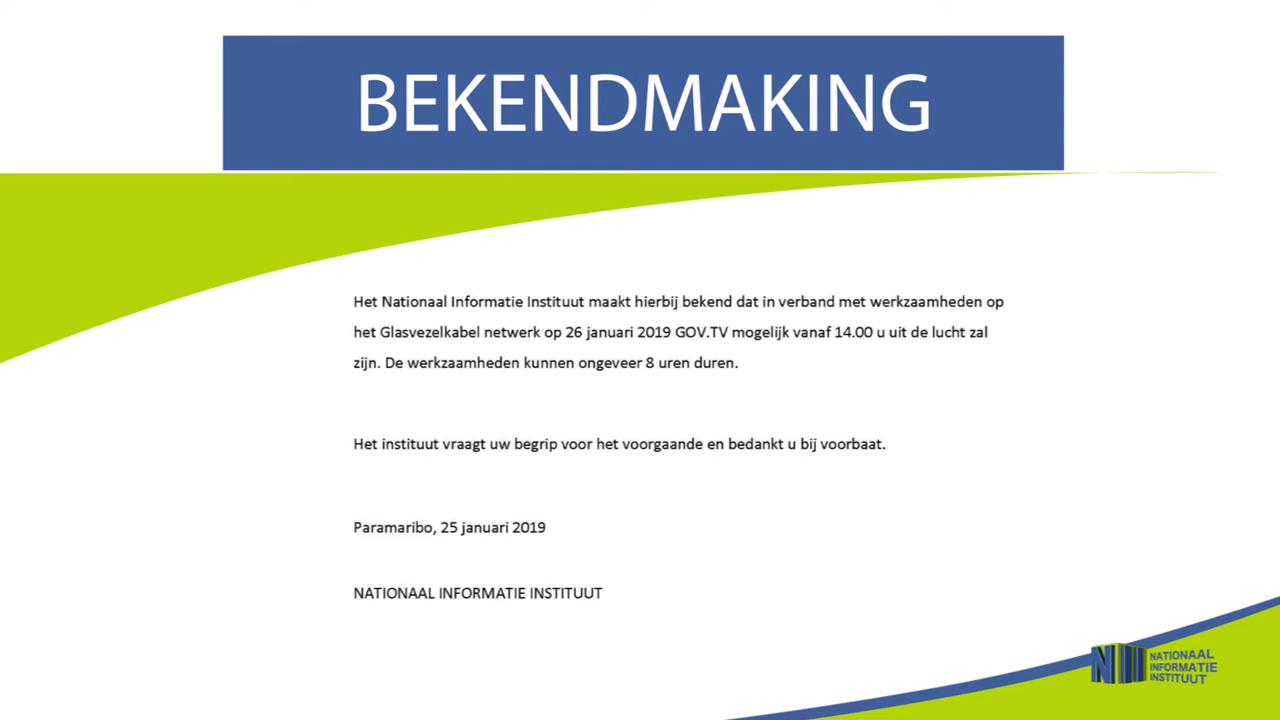 BEKENDMAKING
Het Nationaal Informatie Instituut maakt hierbij bekend dat in verband met werkzaamheden op
het Glasvezelkabel netwerk op 26 januari 2019 GOV.TV mogelijk vanaf 14.00 u uit de lucht zal
zijn. De werkzaamheden kunnen ongeveer 8 uren duren.
Het instituut vraagt uw begrip voor het voorgaande en bedankt u bij voorbaat.
Paramaribo, 25 januari 2019
NATIONAAL INFORMATIE INSTITUUT
NII
NATIONAAL
INFORMATIE
INSTITUUT